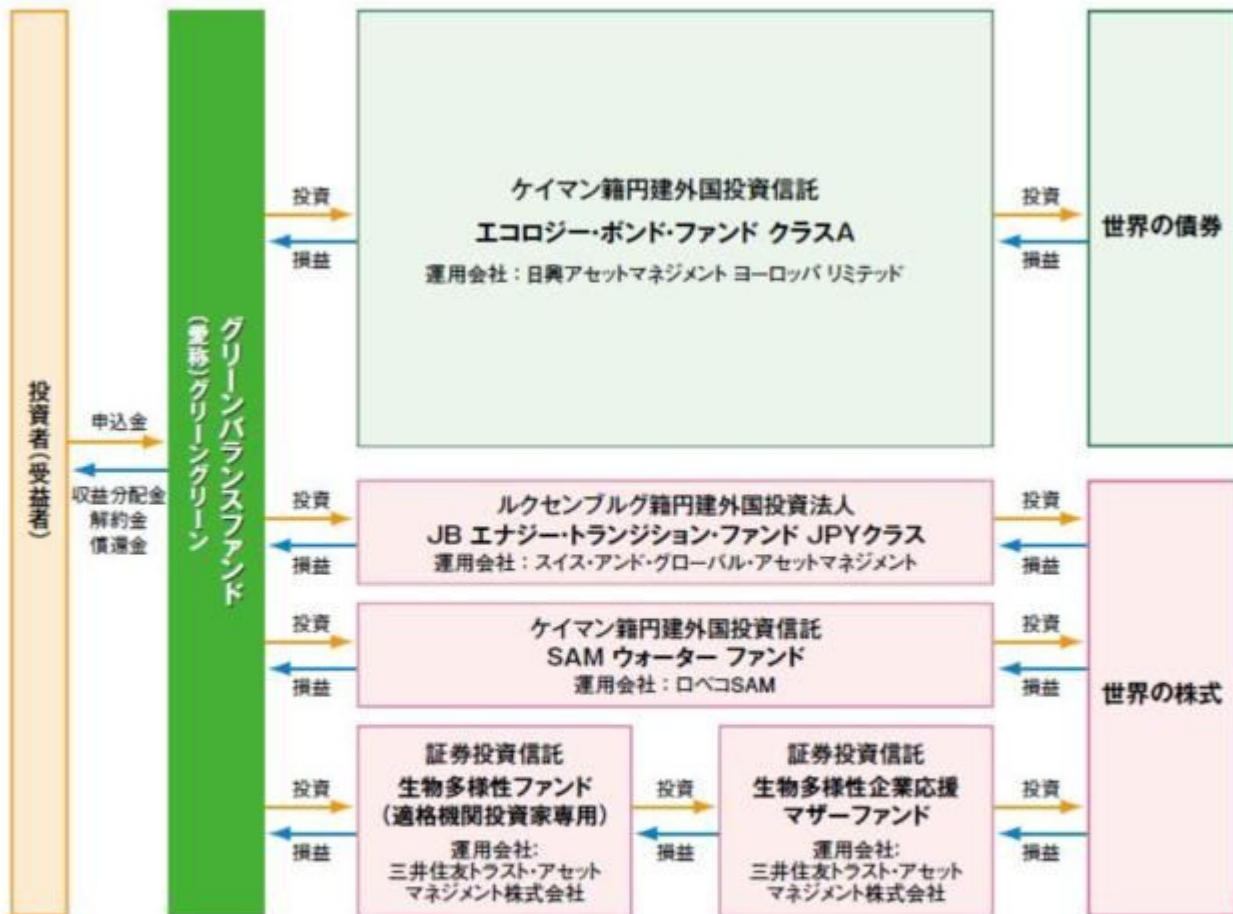 投資者(受益者)
申込金
収益分配金
解約金
償還金
グリーンバランスファンド
(愛称)グリーングリーン
投資
損益
ケイマン籍円建外国投資信託
エコロジー・ボンド・ファンド クラスA
運用会社：日興アセットマネジメント ヨーロッパ リミテッド
投資
損益
世界の債券
投資
損益
ルクセンブルグ籍円建外国投資法人
JB エナジー・トランジション・ファンド JPYクラス
運用会社：スイス・アンド・グローバル・アセットマネジメント
投資
損益
投資
損益
ケイマン籍円建外国投資信託
SAM ウォーター ファンド
運用会社：ロベコSAM
投資
損益
世界の株式
投資
損益
証券投資信託
生物多様性ファンド
(適格機関投資家専用)
運用会社:
三井住友トラスト・アセット
マネジメント株式会社
投資
損益
証券投資信託
生物多様性企業応援
マザーファンド
運用会社:
三井住友トラスト・アセット
マネジメント株式会社
投資
損益